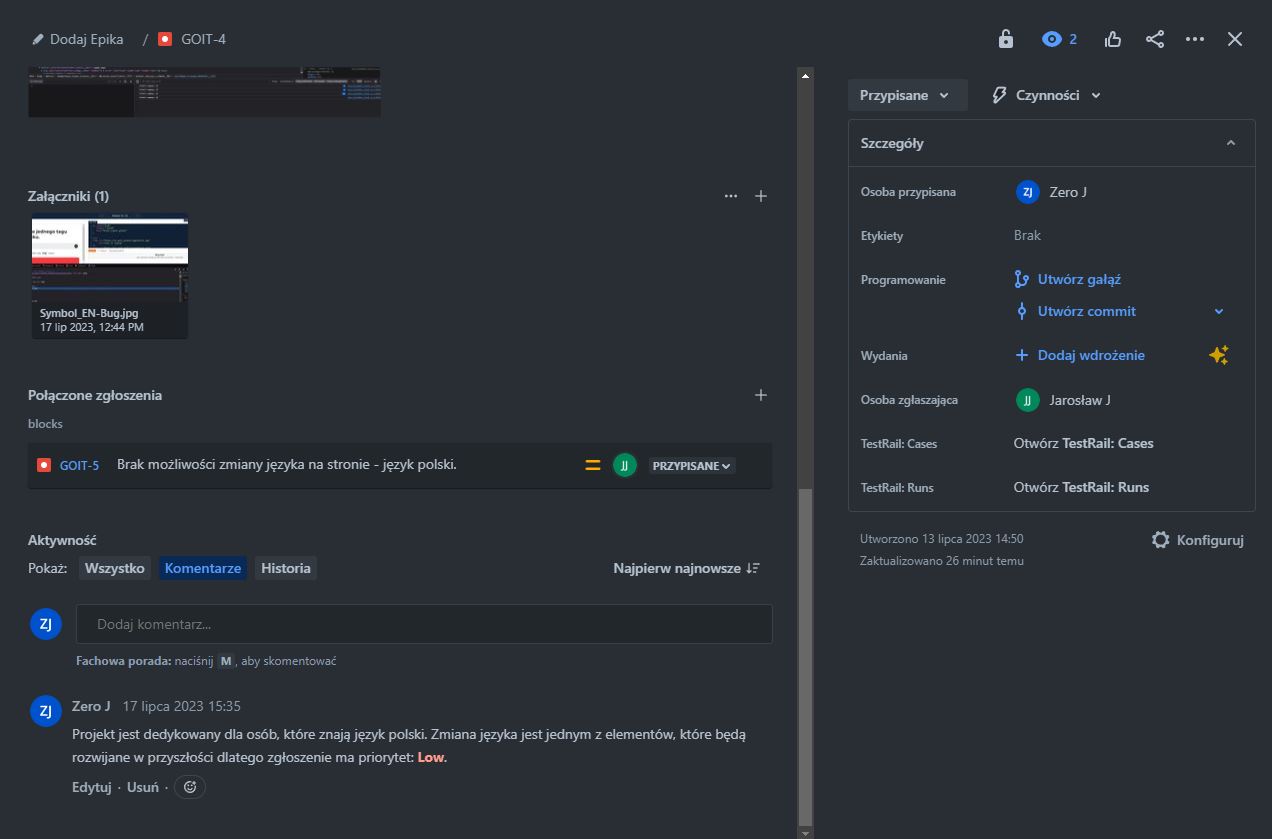 Dodaj Epika / GOIT-4
2
Załączniki (1)
Symbol_EN-Bug.jpg
17 lip 2023, 12:44 PM
Połączone zgłoszenia
blocks
GOIT-5 Brak możliwości zmiany języka na stronie - język polski. JJ PRZYPISANE
Aktywność
Pokaż: Wszystko Komentarze Historia Najpierw najnowsze
ZJ Dodaj komentarz...
Fachowa porada: naciśnij M, aby skomentować
ZJ Zero J 17 lipca 2023 15:35
Projekt jest dedykowany dla osób, które znają język polski. Zmiana języka jest jednym z elementów, które będą
rozwijane w przyszłości dlatego zgłoszenie ma priorytet: Low.
Edytuj · Usuń ·
Przypisane Czynności
Szczegóły
Osoba przypisana ZJ Zero J
Etykiety Brak
Programowanie Utwórz gałąź
Utwórz commit
Wydania Dodaj wdrożenie
Osoba zgłaszająca JJ Jarosław J
TestRail: Cases Otwórz TestRail: Cases
TestRail: Runs Otwórz TestRail: Runs
Utworzono 13 lipca 2023 14:50
Zaktualizowano 26 minut temu
Konfiguruj